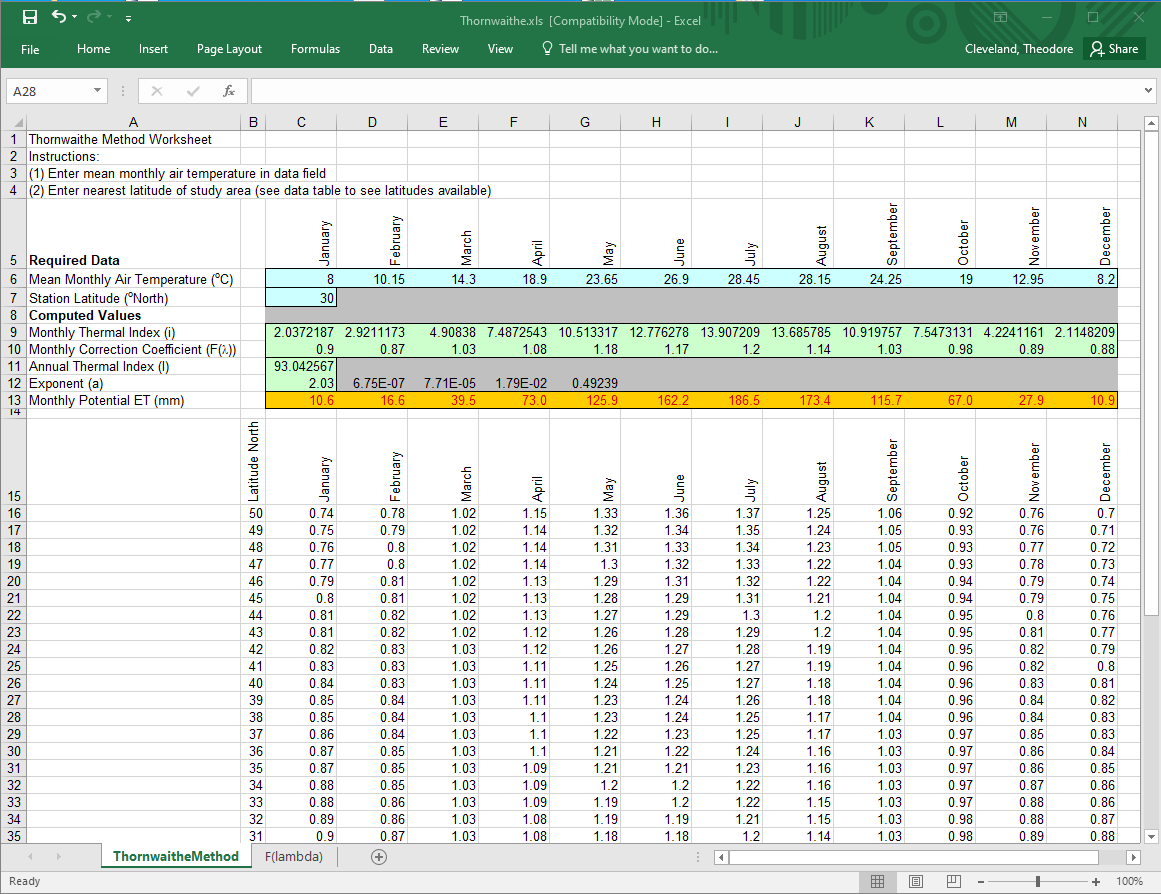 Thornwaithe.xls [Compatibility Mode] - Excel
File Home Insert Page Layout Formulas Data Review View Tell me what you want to do... Cleveland, Theodore Share
A28 fx
A B C D E F G H I J K L M N
1 Thornwaithe Method Worksheet
2 Instructions:
3 (1) Enter mean monthly air temperature in data field
4 (2) Enter nearest latitude of study area (see data table to see latitudes available)
5 Required Data January February March April May June July August September October November December
6 Mean Monthly Air Temperature (°C) 8 10.15 14.3 18.9 23.65 26.9 28.45 28.15 24.25 19 12.95 8.2
7 Station Latitude (°North) 30
8 Computed Values
9 Monthly Thermal Index (i) 2.0372187 2.9211173 4.90838 7.4872543 10.513317 12.776278 13.907209 13.685785 10.919757 7.5473131 4.2241161 2.1148209
10 Monthly Correction Coefficient (F(λ)) 0.9 0.87 1.03 1.08 1.18 1.17 1.2 1.14 1.03 0.98 0.89 0.88
11 Annual Thermal Index (I) 93.042567
12 Exponent (a) 2.03 6.75E-07 7.71E-05 1.79E-02 0.49239
13 Monthly Potential ET (mm) 10.6 16.6 39.5 73.0 125.9 162.2 186.5 173.4 115.7 67.0 27.9 10.9
14
15 Latitude North January February March April May June July August September October November December
16 50 0.74 0.78 1.02 1.15 1.33 1.36 1.37 1.25 1.06 0.92 0.76 0.7
17 49 0.75 0.79 1.02 1.14 1.32 1.34 1.35 1.24 1.05 0.93 0.76 0.71
18 48 0.76 0.8 1.02 1.14 1.31 1.33 1.34 1.23 1.05 0.93 0.77 0.72
19 47 0.77 0.8 1.02 1.14 1.3 1.32 1.33 1.22 1.04 0.93 0.78 0.73
20 46 0.79 0.81 1.02 1.13 1.29 1.31 1.32 1.22 1.04 0.94 0.79 0.74
21 45 0.8 0.81 1.02 1.13 1.28 1.29 1.31 1.21 1.04 0.94 0.79 0.75
22 44 0.81 0.82 1.02 1.13 1.27 1.29 1.3 1.2 1.04 0.95 0.8 0.76
23 43 0.81 0.82 1.02 1.12 1.26 1.28 1.29 1.2 1.04 0.95 0.81 0.77
24 42 0.82 0.83 1.03 1.12 1.26 1.27 1.28 1.19 1.04 0.95 0.82 0.79
25 41 0.83 0.83 1.03 1.11 1.25 1.26 1.27 1.19 1.04 0.96 0.82 0.8
26 40 0.84 0.83 1.03 1.11 1.24 1.25 1.27 1.18 1.04 0.96 0.83 0.81
27 39 0.85 0.84 1.03 1.11 1.23 1.24 1.26 1.18 1.04 0.96 0.84 0.82
28 38 0.85 0.84 1.03 1.1 1.23 1.24 1.25 1.17 1.04 0.96 0.84 0.83
29 37 0.86 0.84 1.03 1.1 1.22 1.23 1.25 1.17 1.03 0.97 0.85 0.83
30 36 0.87 0.85 1.03 1.1 1.21 1.22 1.24 1.16 1.03 0.97 0.86 0.84
31 35 0.87 0.85 1.03 1.09 1.21 1.21 1.23 1.16 1.03 0.97 0.86 0.85
32 34 0.88 0.85 1.03 1.09 1.2 1.2 1.22 1.16 1.03 0.97 0.87 0.86
33 33 0.88 0.86 1.03 1.09 1.19 1.2 1.22 1.15 1.03 0.97 0.88 0.86
34 32 0.89 0.86 1.03 1.08 1.19 1.19 1.21 1.15 1.03 0.98 0.88 0.87
35 31 0.9 0.87 1.03 1.08 1.18 1.18 1.2 1.14 1.03 0.98 0.89 0.88
ThornwaitheMethod F(lambda)
Ready 100%